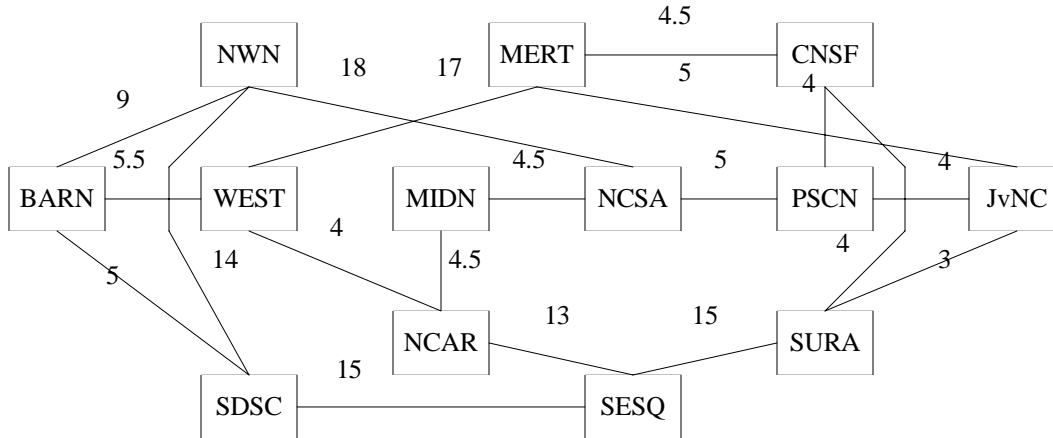 4.5
NWN
MERT
CNSF
18
17
5
4
9
5.5
4.5
5
4
BARN
WEST
MIDN
NCSA
PSCN
JvNC
4
4
5
14
4.5
3
13
15
NCAR
SURA
15
SDSC
SESQ